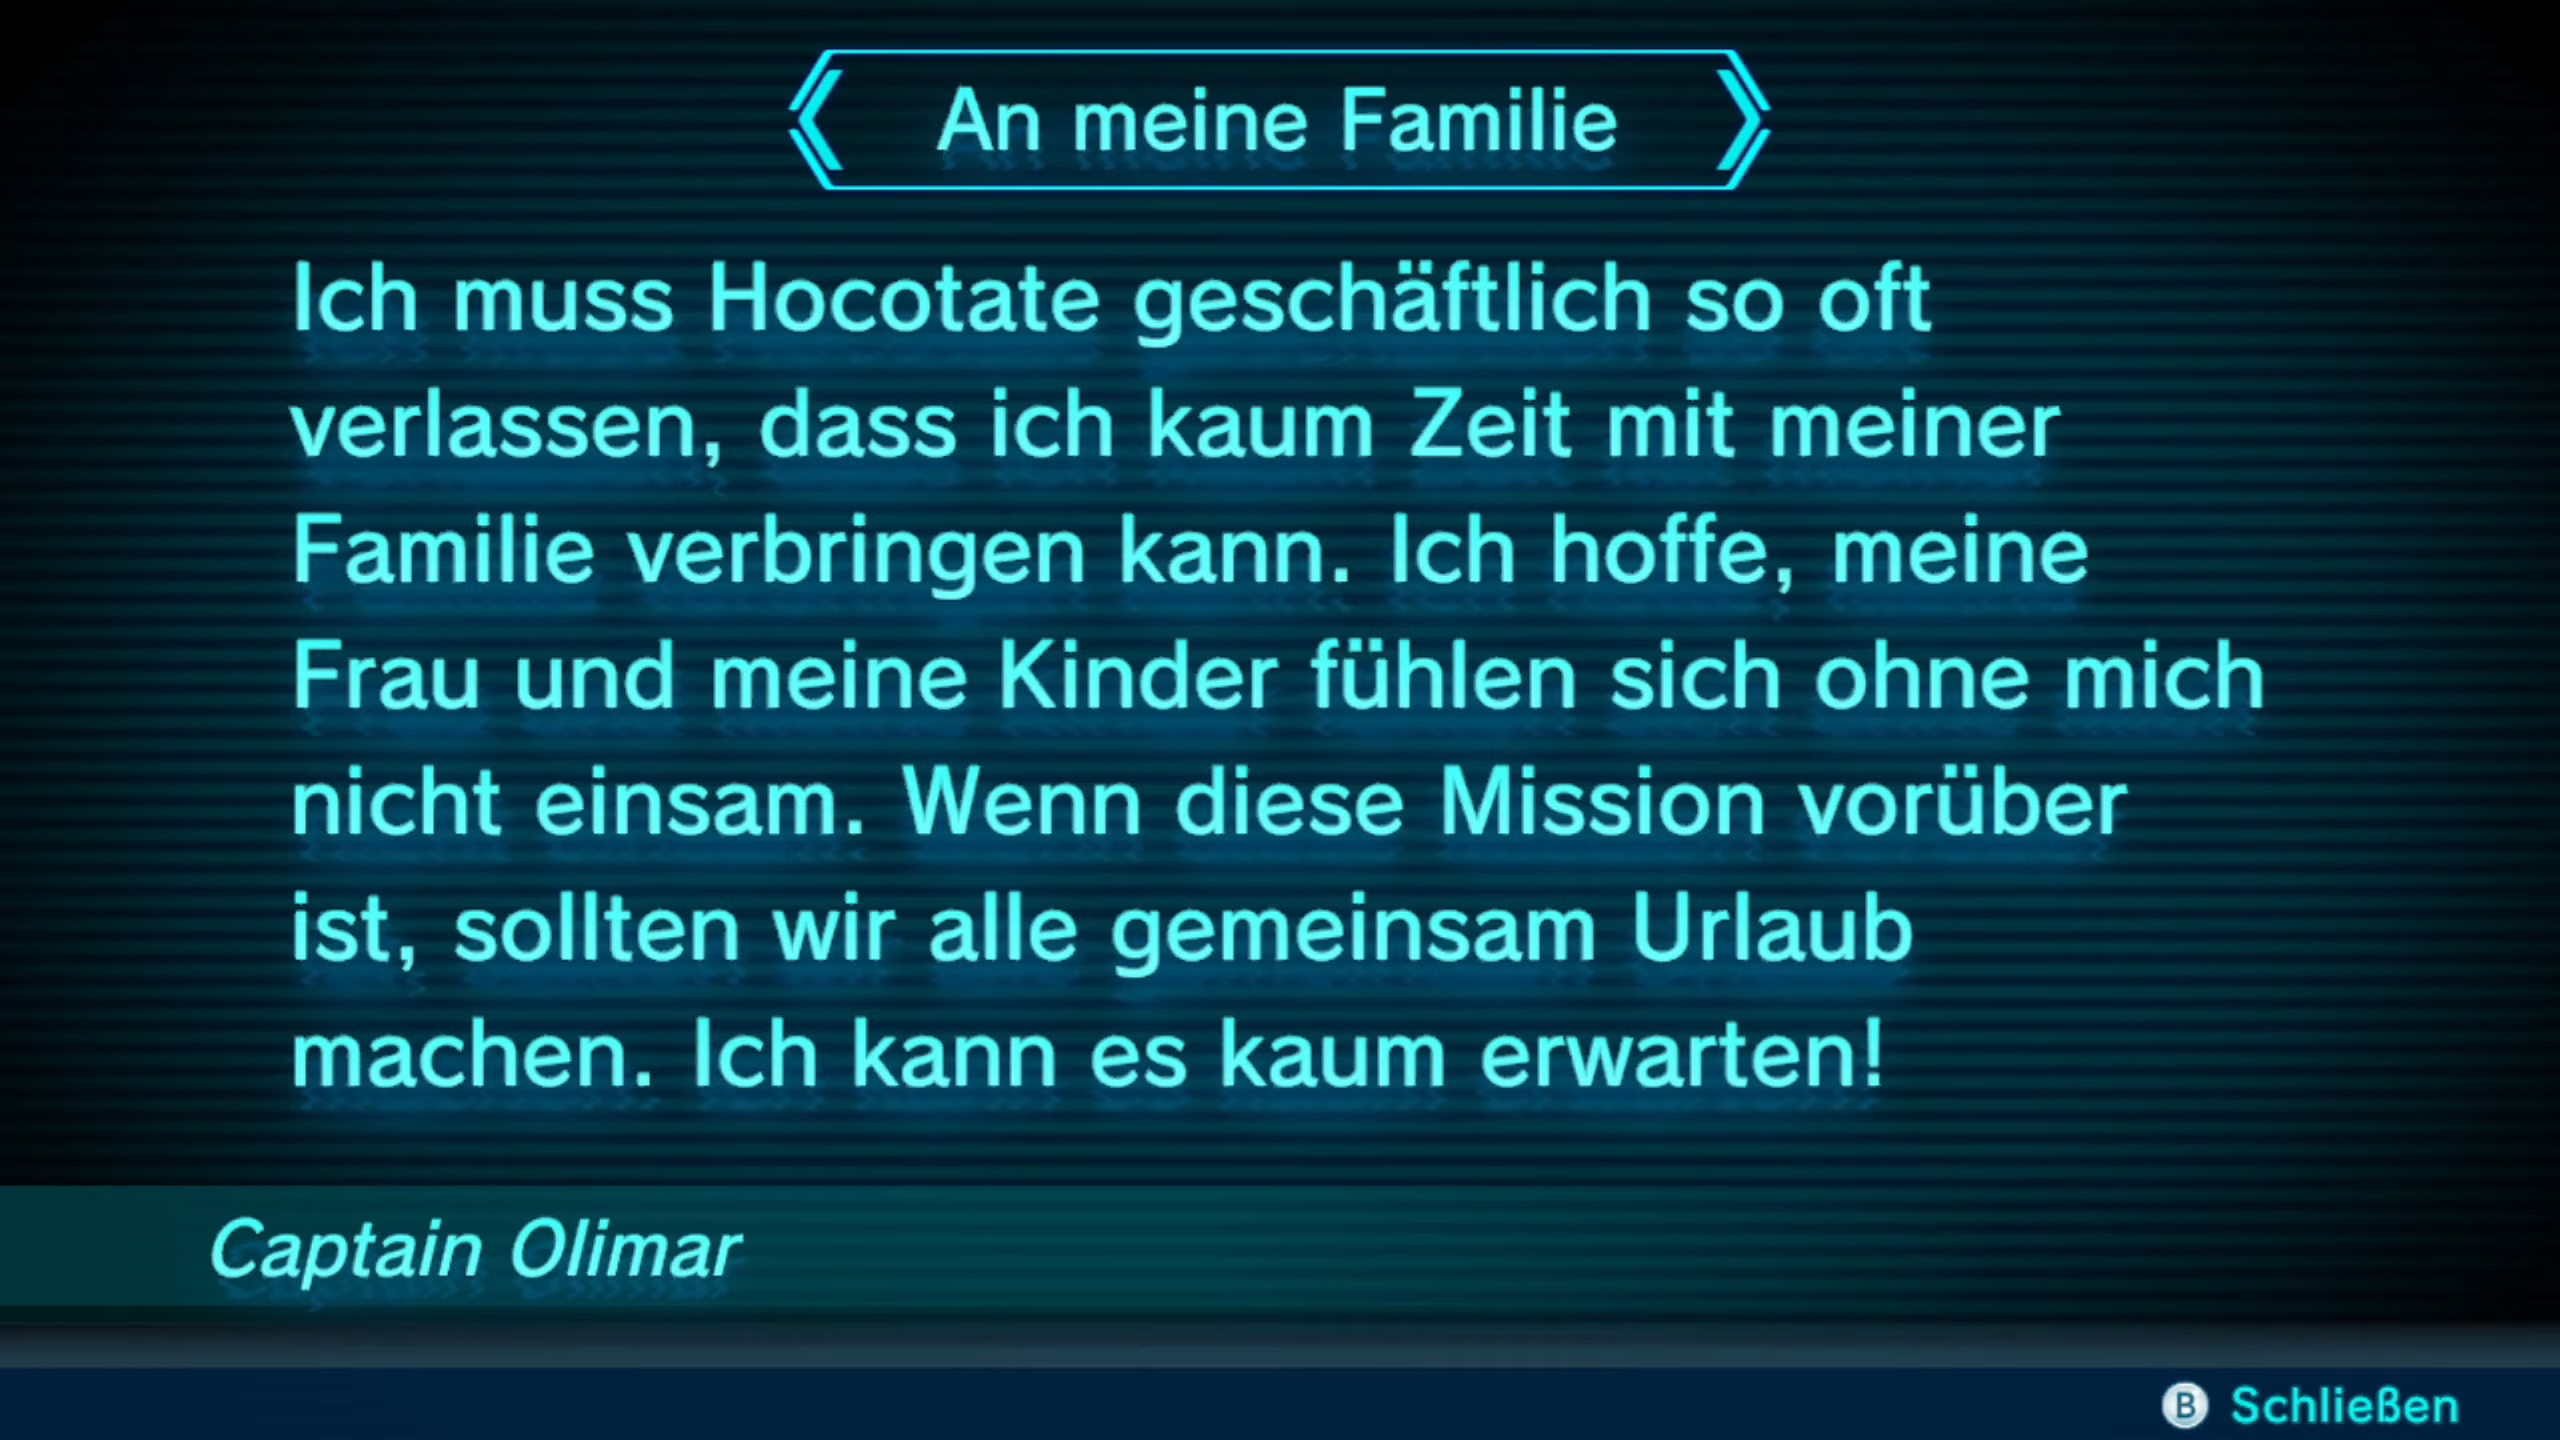 An meine Familie
Ich muss Hocotate geschäftlich so oft
verlassen, dass ich kaum Zeit mit meiner
Familie verbringen kann. Ich hoffe, meine
Frau und meine Kinder fühlen sich ohne mich
nicht einsam. Wenn diese Mission vorüber
ist, sollten wir alle gemeinsam Urlaub
machen. Ich kann es kaum erwarten!
Captain Olimar
B Schließen